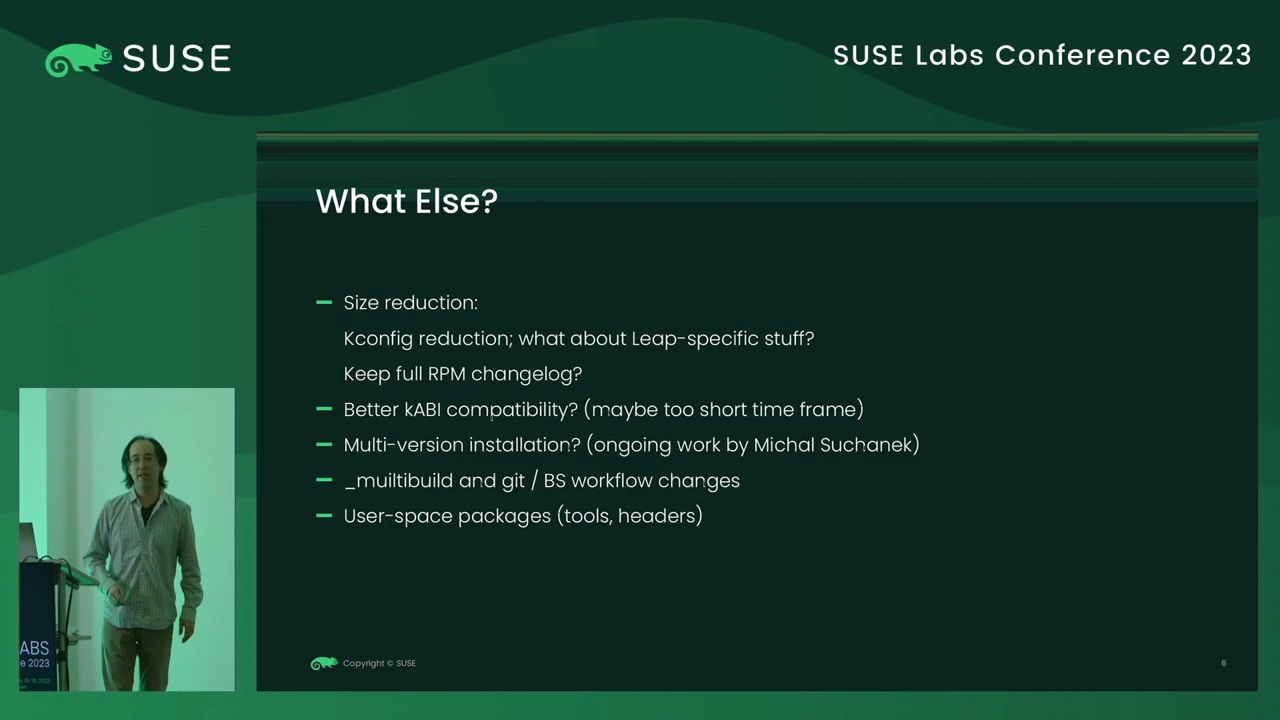 SUSE
SUSE Labs Conference 2023
What Else?
Size reduction:
Kconfig reduction; what about Leap-specific stuff?
Keep full RPM changelog?
Better kABI compatibility? (maybe too short time frame)
Multi-version installation? (ongoing work by Michal Suchanek)
_muiltibuild and git / BS workflow changes
User-space packages (tools, headers)
ABS
e 2023
Copyright © SUSE
6